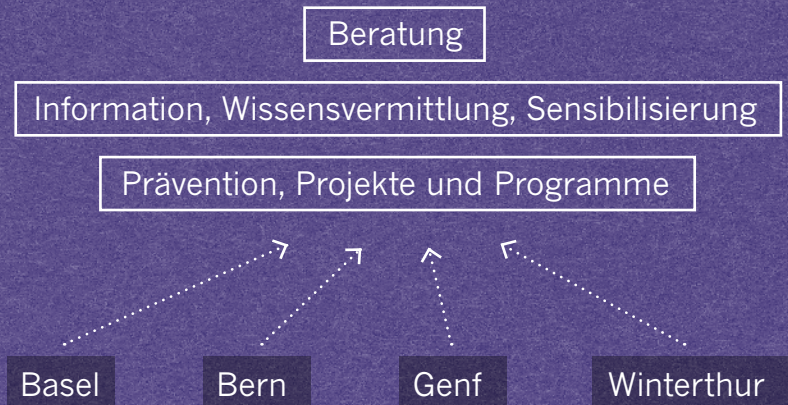 Beratung
Information, Wissensvermittlung, Sensibilisierung
Prävention, Projekte und Programme
Basel Bern Genf Winterthur